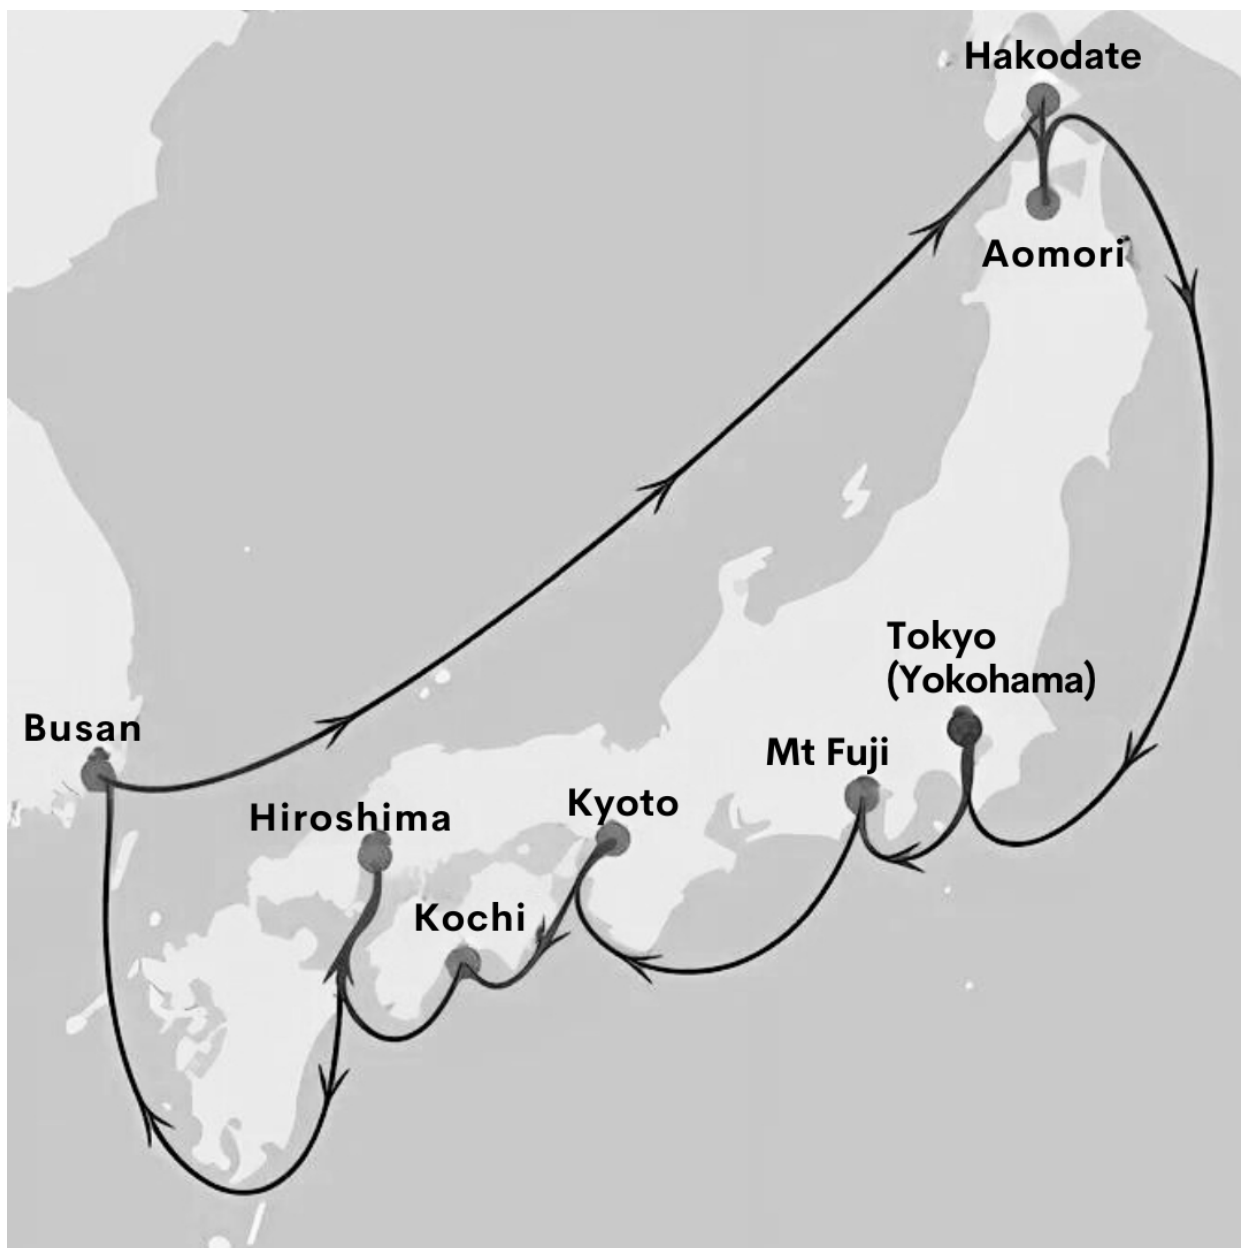 Hakodate
Aomori
Tokyo
(Yokohama)
Busan
Mt Fuji
Kyoto
Hiroshima
Kochi